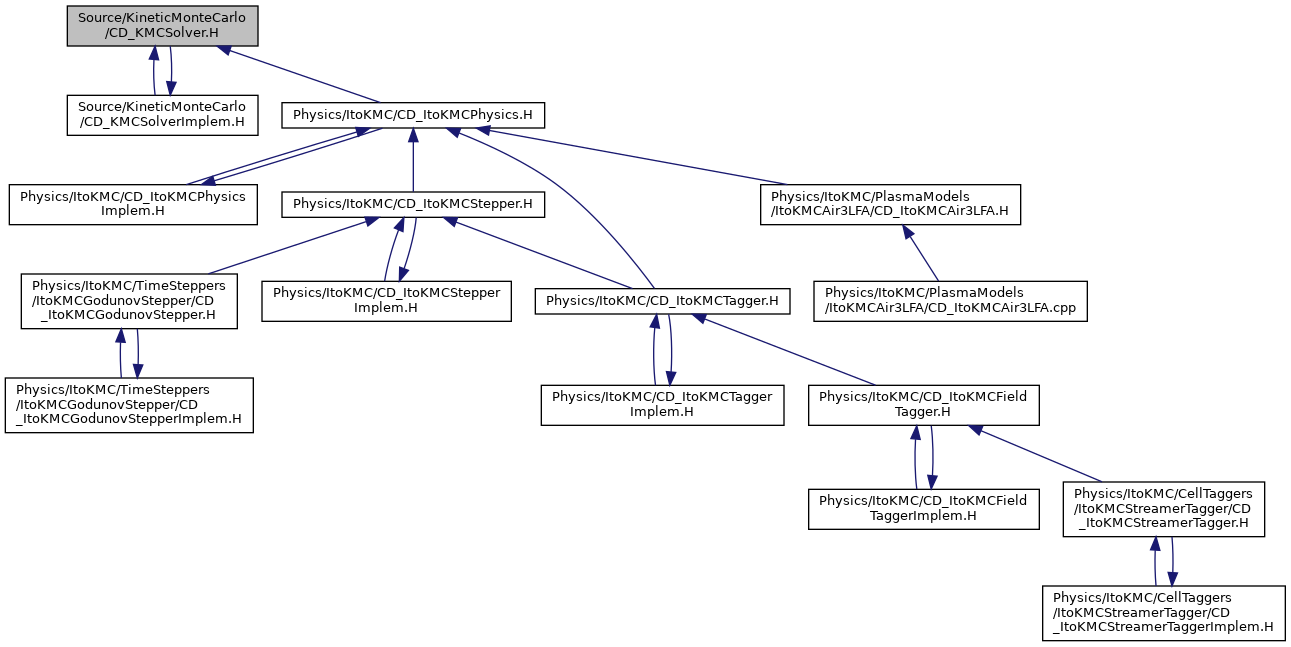 Source/KineticMonteCarlo
/CD_KMCSolver.H
Source/KineticMonteCarlo
/CD_KMCSolverImplem.H
Physics/ItoKMC/CD_ItoKMCPhysics.H
Physics/ItoKMC/CD_ItoKMCPhysics
Implem.H
Physics/ItoKMC/CD_ItoKMCStepper.H
Physics/ItoKMC/PlasmaModels
/ItoKMCAir3LFA/CD_ItoKMCAir3LFA.H
Physics/ItoKMC/TimeSteppers
/ItoKMCGodunovStepper/CD
_ItoKMCGodunovStepper.H
Physics/ItoKMC/CD_ItoKMCStepper
Implem.H
Physics/ItoKMC/CD_ItoKMCTagger.H
Physics/ItoKMC/PlasmaModels
/ItoKMCAir3LFA/CD_ItoKMCAir3LFA.cpp
Physics/ItoKMC/TimeSteppers
/ItoKMCGodunovStepper/CD
_ItoKMCGodunovStepperImplem.H
Physics/ItoKMC/CD_ItoKMCTagger
Implem.H
Physics/ItoKMC/CD_ItoKMCField
Tagger.H
Physics/ItoKMC/CD_ItoKMCField
TaggerImplem.H
Physics/ItoKMC/CellTaggers
/ItoKMCStreamerTagger/CD
_ItoKMCStreamerTagger.H
Physics/ItoKMC/CellTaggers
/ItoKMCStreamerTagger/CD
_ItoKMCStreamerTaggerImplem.H